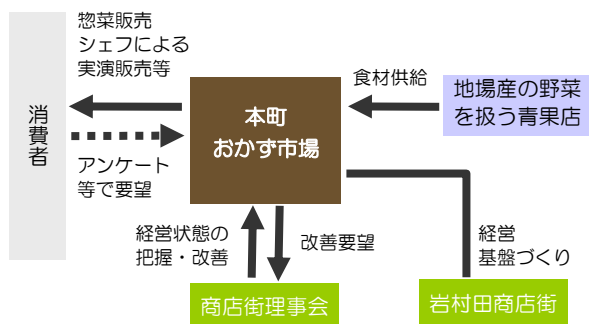 惣菜販売
シェフによる
実演販売等
消費者
アンケート
等で要望
本町
おかず市場
食材供給
地場産の野菜
を扱う青果店
経営状態の
把握・改善
改善要望
経営
基盤づくり
商店街理事会
岩村田商店街